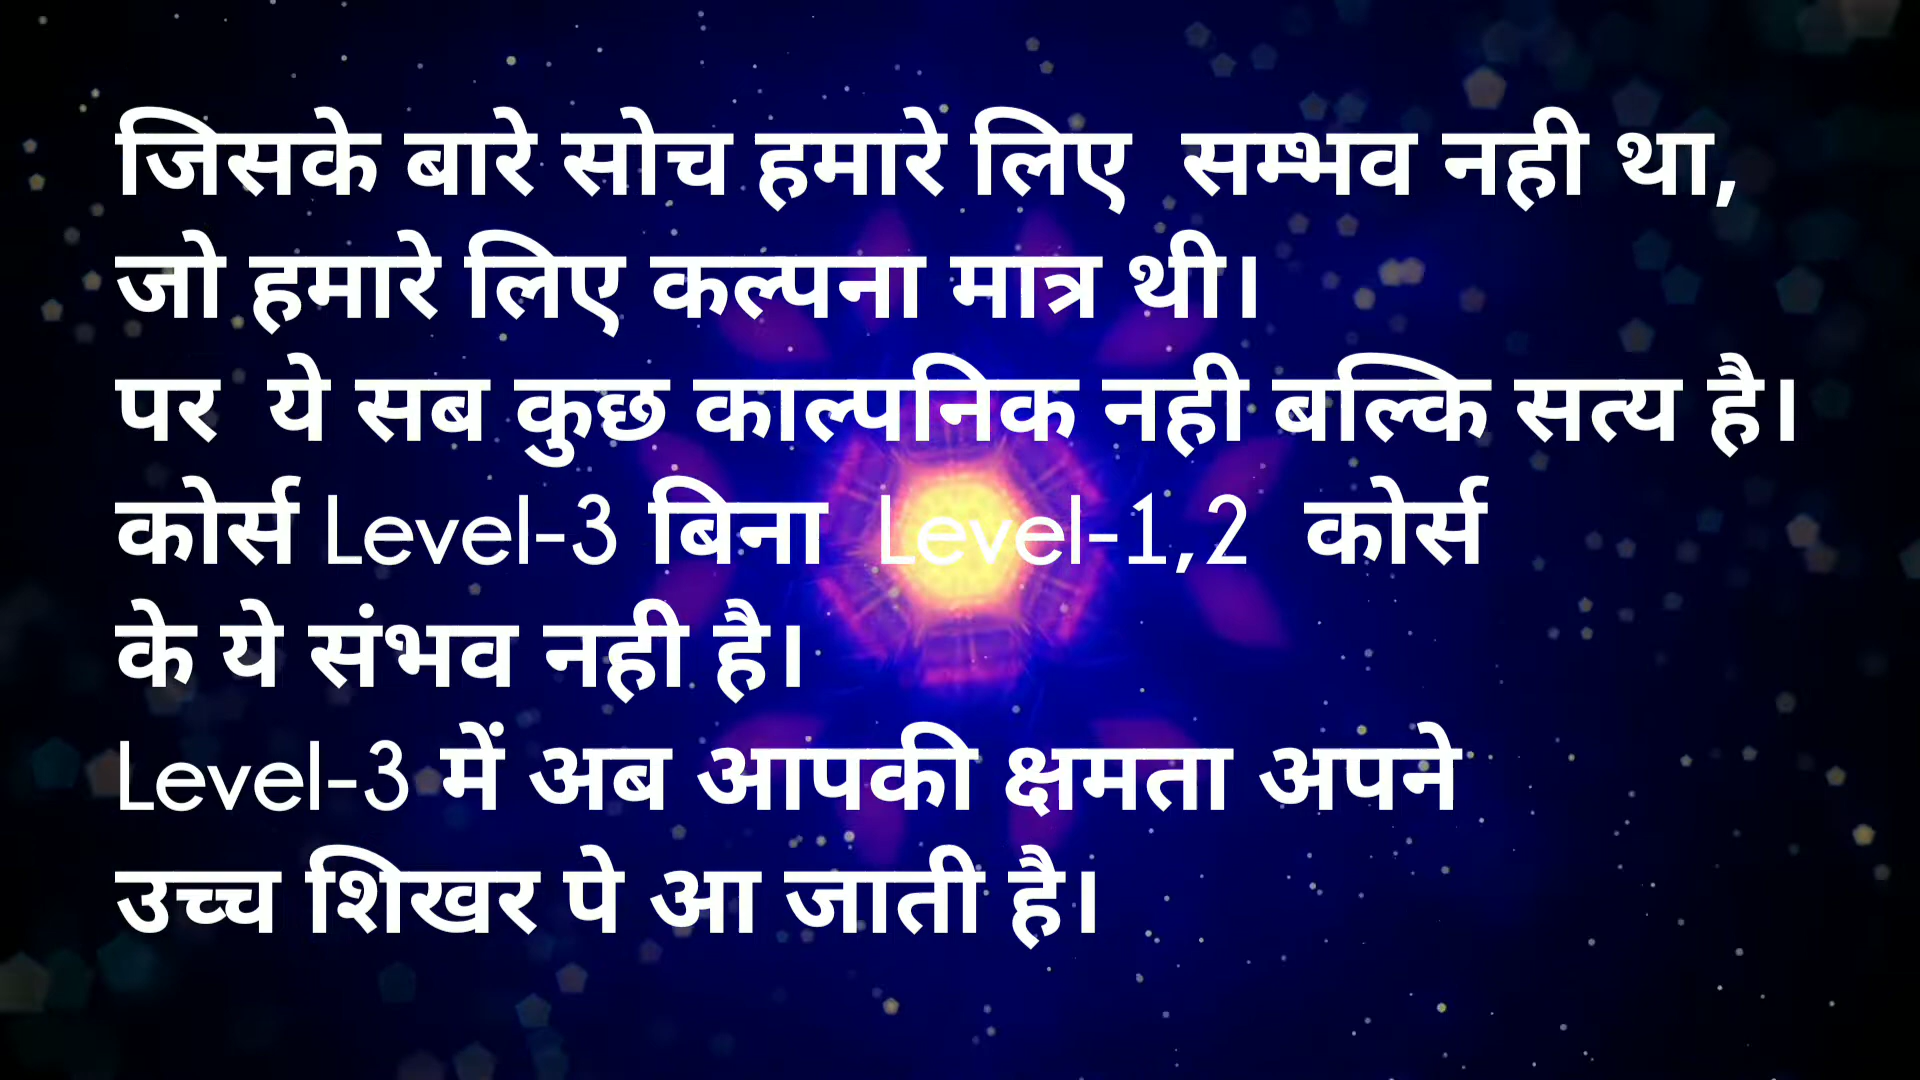 जिसके बारे सोच हमारें लिए सम्भव नही था,
जो हमारे लिए कल्पना मात्र थी।
पर ये सब कुछ काल्पनिक नही बल्कि सत्य है।
कोर्स Level-3 बिना Level-1,2 कोर्स
के ये संभव नही है।
Level-3 में अब आपकी क्षमता अपने
उच्च शिखर पे आ जाती है।